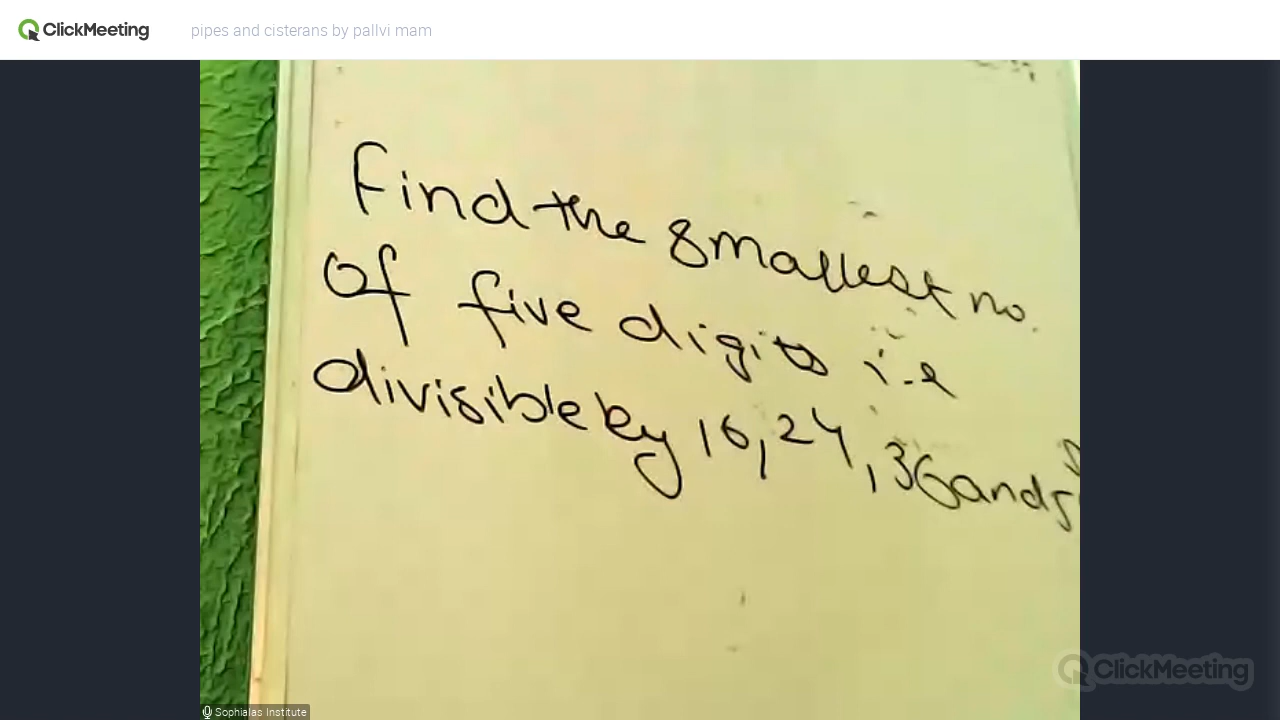 ClickMeeting
pipes and cisterans by pallvi mam
Find the smallest no.
of five digits i.e
divisible by 16, 24, 36 and 5
ClickMeeting
Sophialas Institute